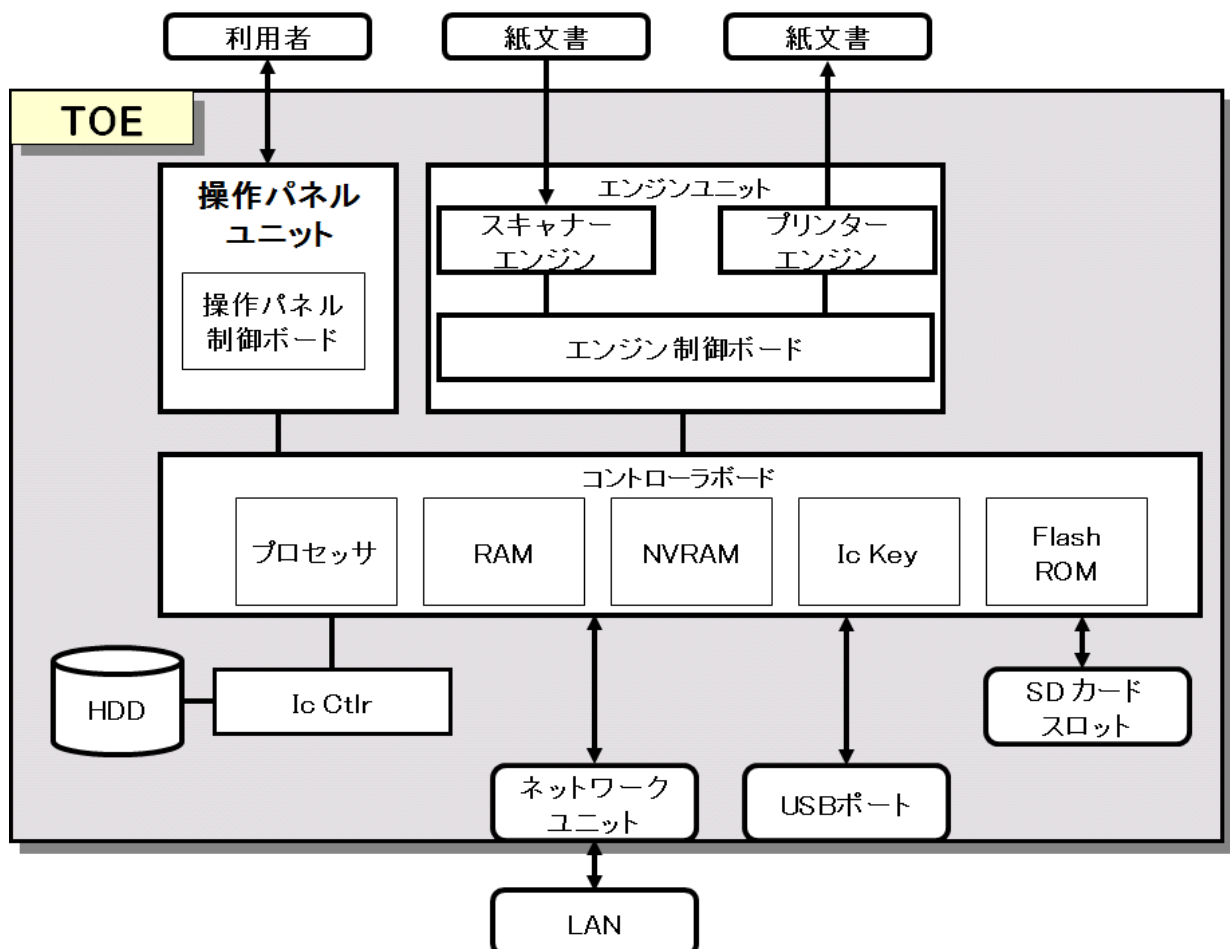 利用者
紙文書
紙文書
TOE
操作パネル
ユニット
操作パネル
制御ボード
エンジンユニット
スキャナー
エンジン
プリンター
エンジン
エンジン制御ボード
コントローラボード
プロセッサ
RAM
NVRAM
Ic Key
Flash
ROM
HDD
Ic Ctlr
SDカード
スロット
ネットワーク
ユニット
USBポート
LAN